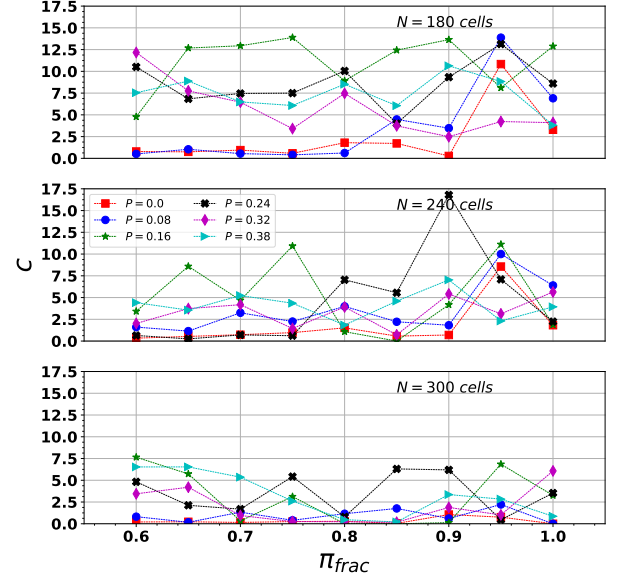 17.5
15.0
12.5
10.0
7.5
5.0
2.5
0.0
N = 180 cells
17.5
15.0
12.5
10.0
7.5
5.0
2.5
0.0
N = 240 cells
P = 0.0
P = 0.08
P = 0.16
P = 0.24
P = 0.32
P = 0.38
c
17.5
15.0
12.5
10.0
7.5
5.0
2.5
0.0
N = 300 cells
0.6 0.7 0.8 0.9 1.0
π_frac